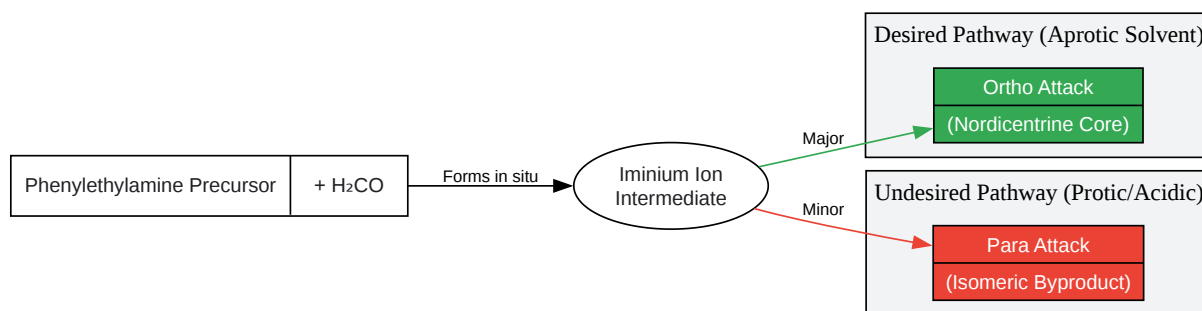 Phenylethylamine Precursor
+ H₂CO
Forms in situ
Iminium Ion
Intermediate
Major
Minor
Desired Pathway (Aprotic Solvent)
Ortho Attack
(Nordicentrine Core)
Undesired Pathway (Protic/Acidic)
Para Attack
(Isomeric Byproduct)